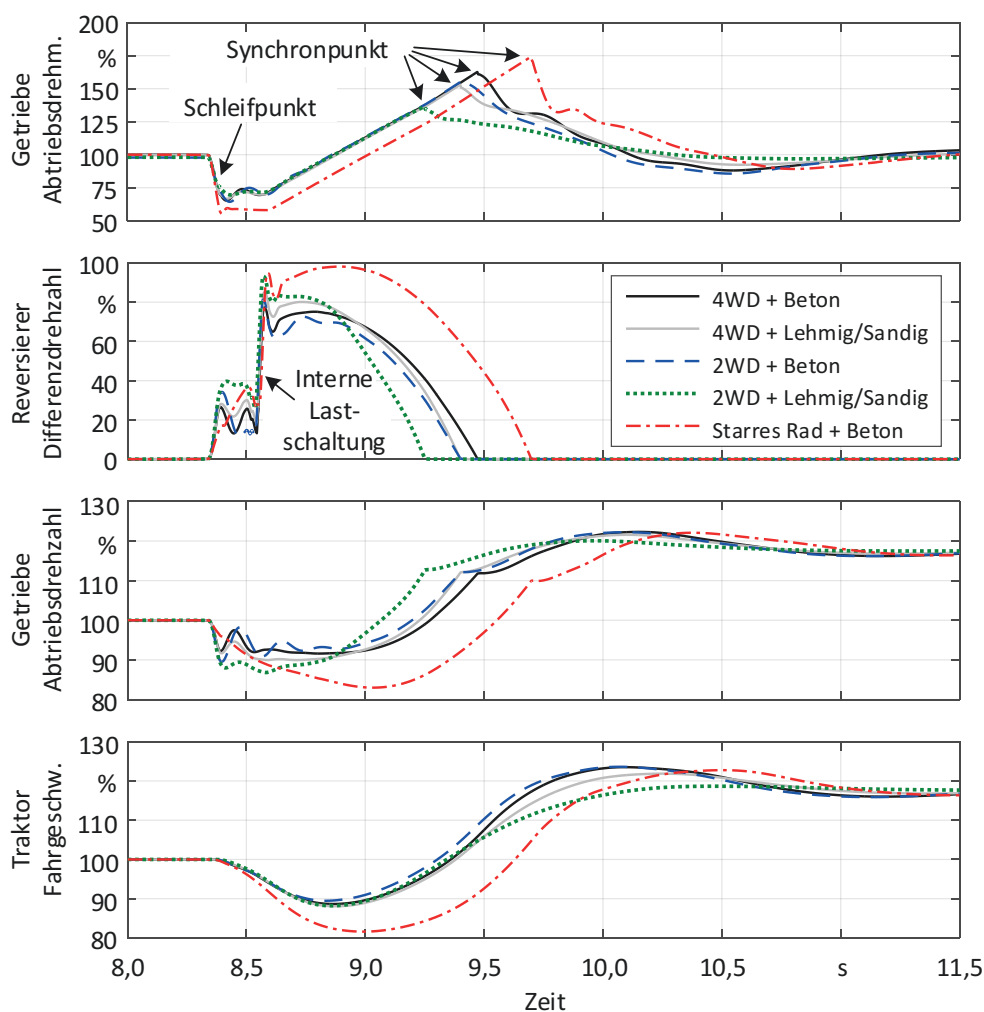 Getriebe
Abtriebsdrehm.
200
%
150
125
100
75
50
Synchronpunkt
Schleifpunkt
Reversierer
Differenzdrehzahl
100
%
60
40
20
0
Interne
Last-
schaltung
4WD + Beton
4WD + Lehmig/Sandig
2WD + Beton
2WD + Lehmig/Sandig
Starres Rad + Beton
Getriebe
Abtriebsdrehzahl
130
%
110
100
90
80
Traktor
Fahrgeschw.
130
%
110
100
90
80
8,0 8,5 9,0 9,5 10,0 10,5 s 11,5
Zeit